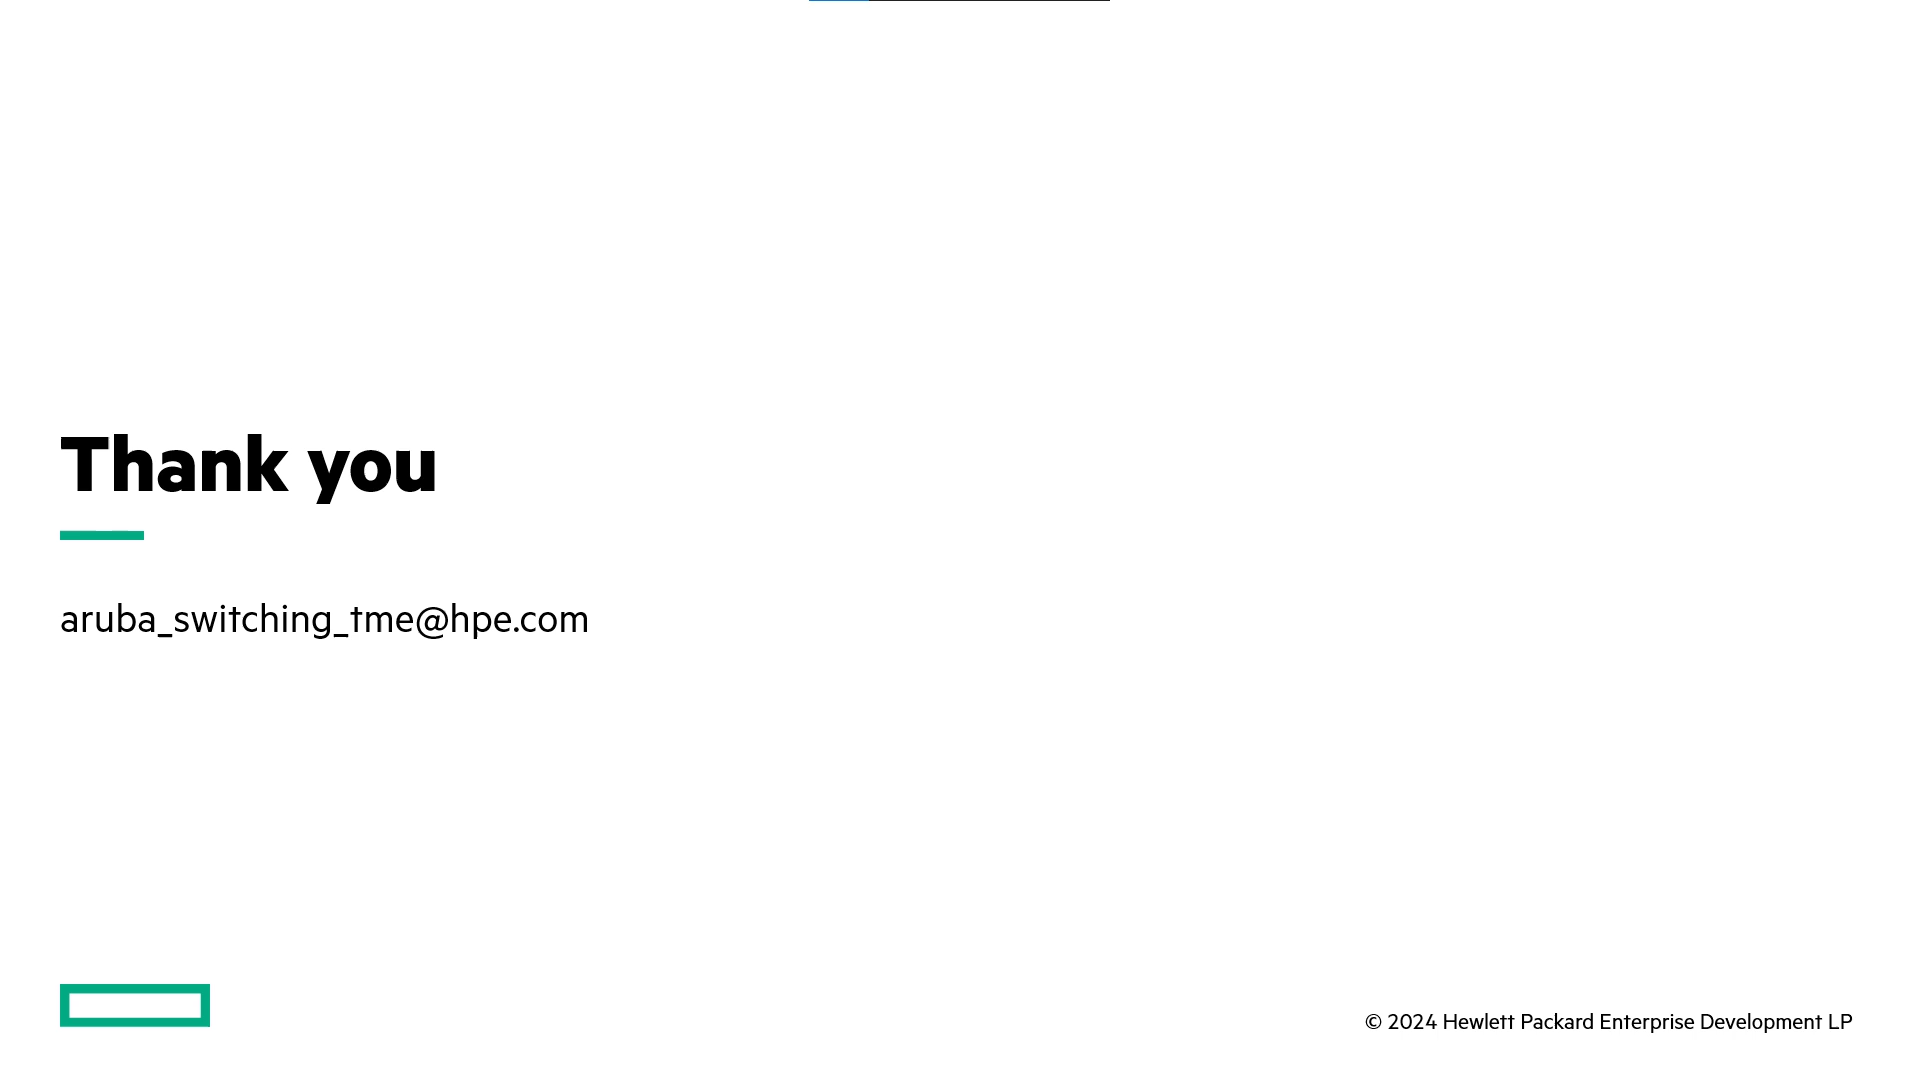 Thank you
aruba_switching_tme@hpe.com
© 2024 Hewlett Packard Enterprise Development LP